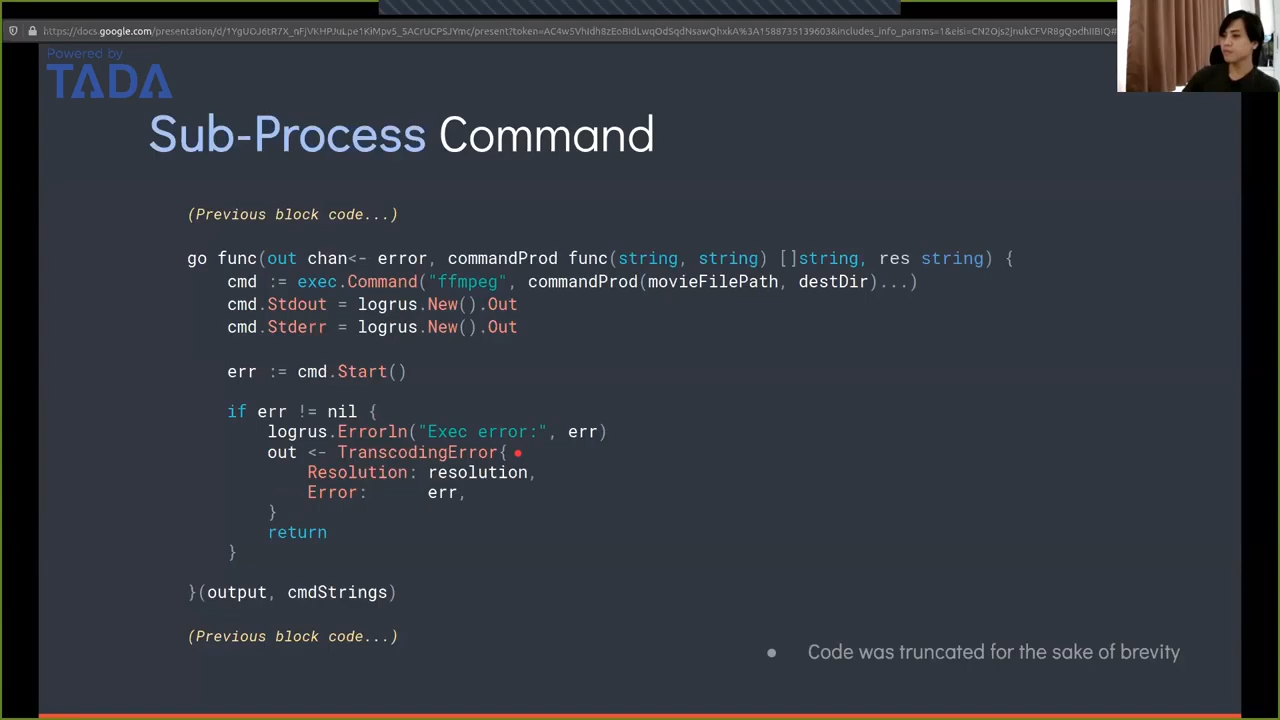 Powered by
TADA
Sub-Process Command
(Previous block code...)
go func(out chan<- error, commandProd func(string, string) []string, res string) {
cmd := exec.Command("ffmpeg", commandProd(movieFilePath, destDir)...)
cmd.Stdout = logrus.New().Out
cmd.Stderr = logrus.New().Out
err := cmd.Start()
if err != nil {
logrus.Errorln("Exec error:", err)
out <- TranscodingError{
Resolution: resolution,
Error: err,
}
return
}
}(output, cmdStrings)
(Previous block code...)
• Code was truncated for the sake of brevity